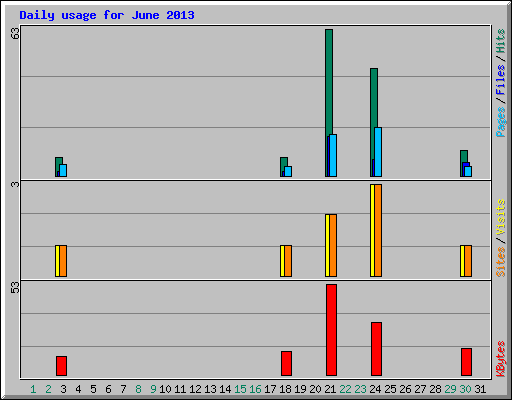 Daily usage for June 2013
63
3
53
Pages/Files/Hits
Sites/Visits
KBytes
1 2 3 4 5 6 7 8 9 10 11 12 13 14 15 16 17 18 19 20 21 22 23 24 25 26 27 28 29 30 31